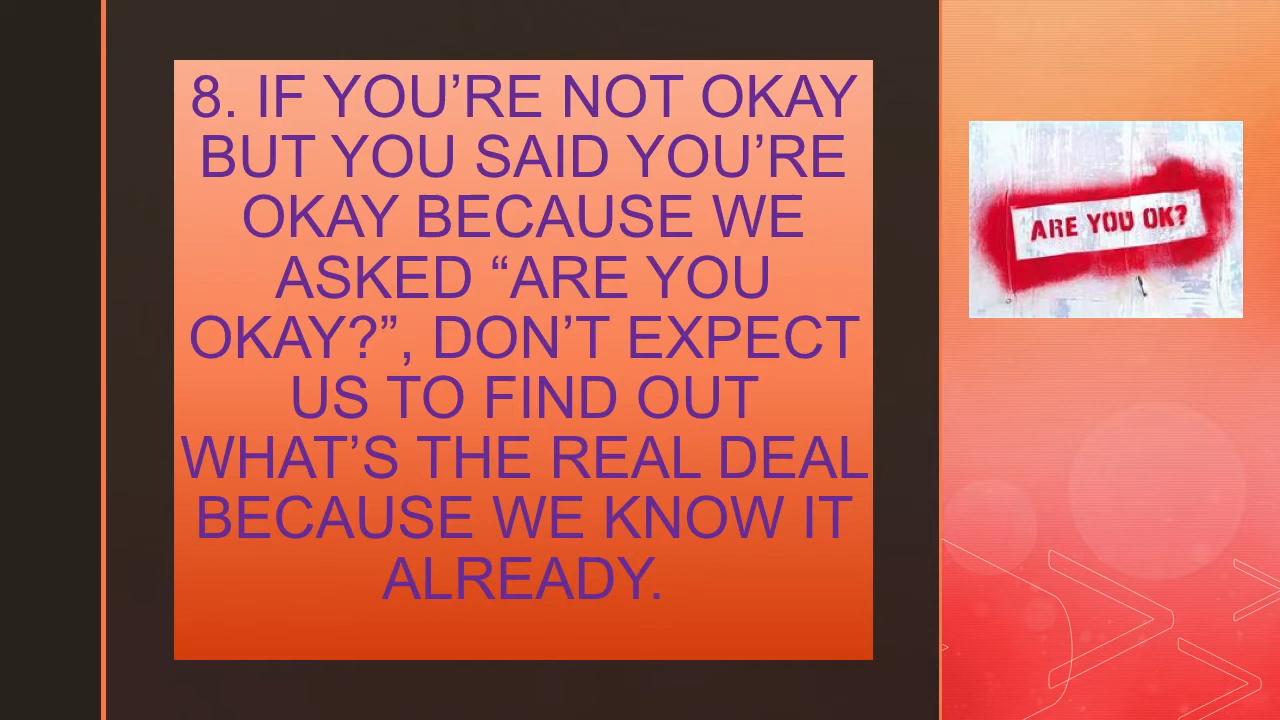 8. IF YOU’RE NOT OKAY
BUT YOU SAID YOU’RE
OKAY BECAUSE WE
ASKED “ARE YOU
OKAY?”, DON’T EXPECT
US TO FIND OUT
WHAT’S THE REAL DEAL
BECAUSE WE KNOW IT
ALREADY.
ARE YOU OK?